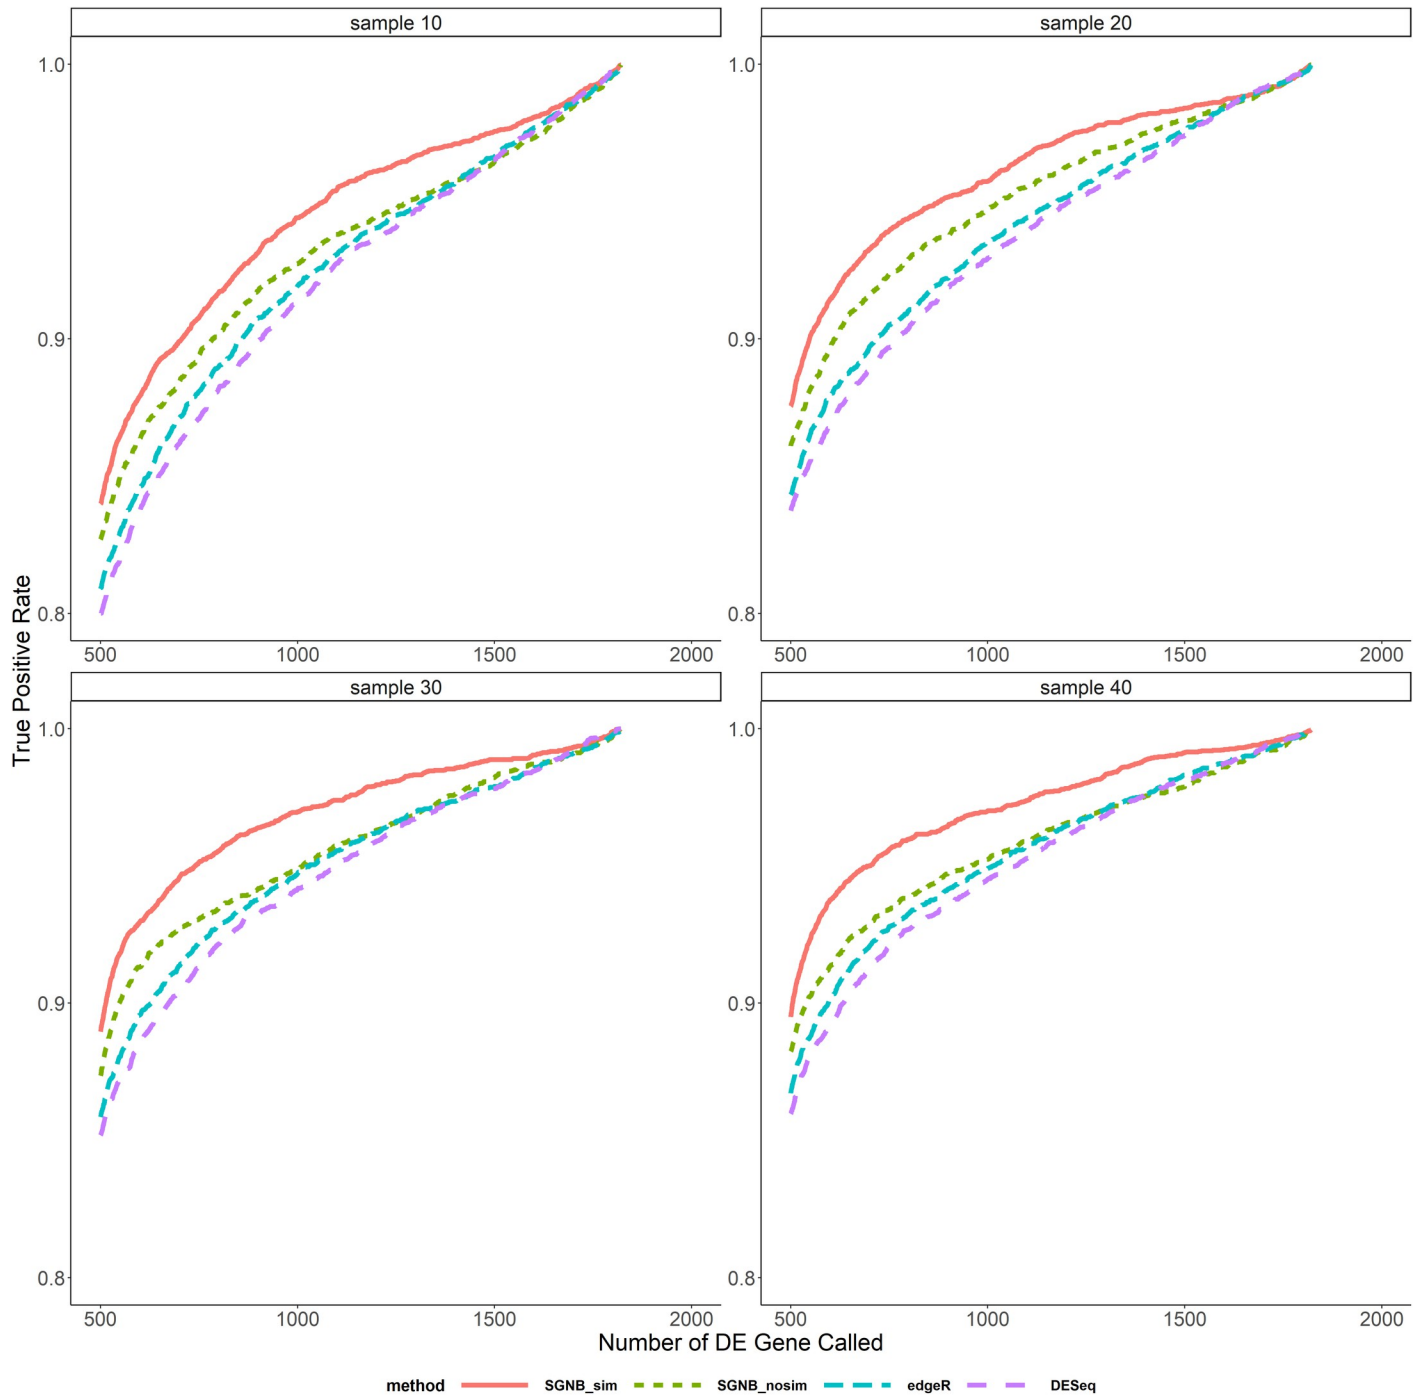 sample 10
sample 20
1.0
0.9
0.8
500 1000 1500 2000
1.0
0.9
0.8
500 1000 1500 2000
sample 30
sample 40
1.0
0.9
0.8
500 1000 1500 2000
1.0
0.9
0.8
500 1000 1500 2000
True Positive Rate
Number of DE Gene Called
method SGNB_sim SGNB_nosim edgeR DESeq